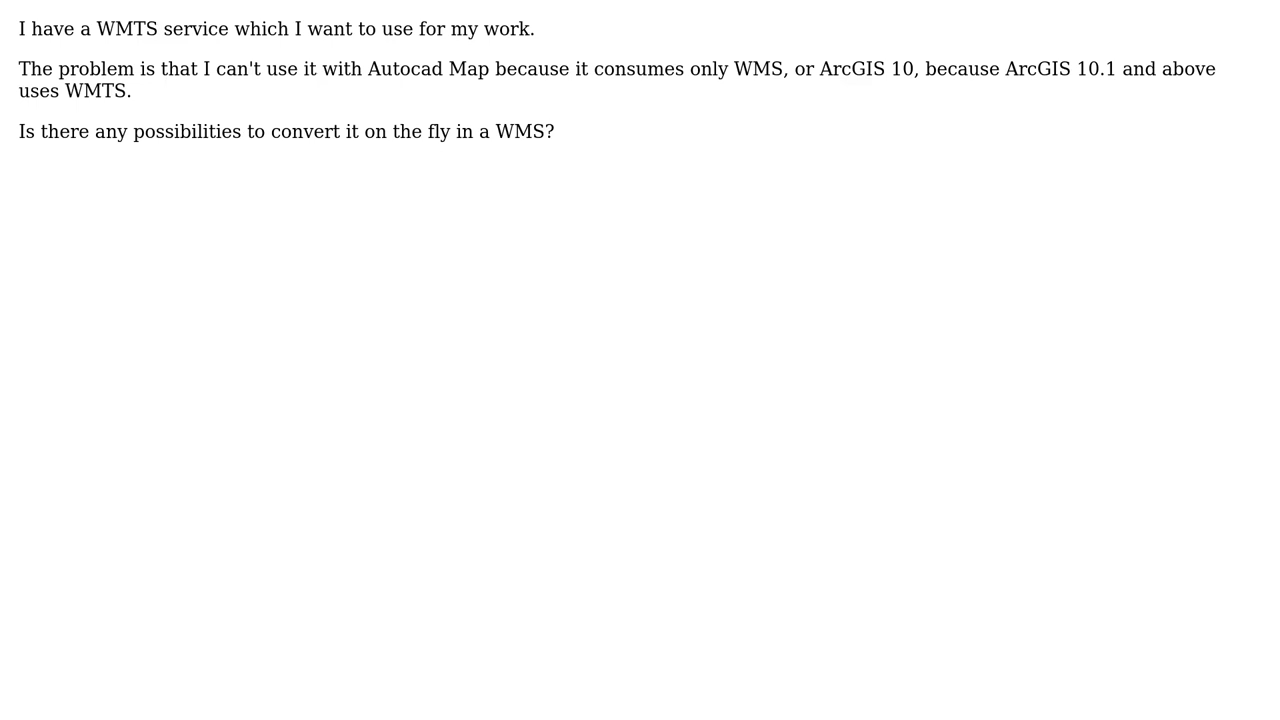 I have a WMTS service which I want to use for my work.
The problem is that I can't use it with Autocad Map because it consumes only WMS, or ArcGIS 10, because ArcGIS 10.1 and above
uses WMTS.
Is there any possibilities to convert it on the fly in a WMS?